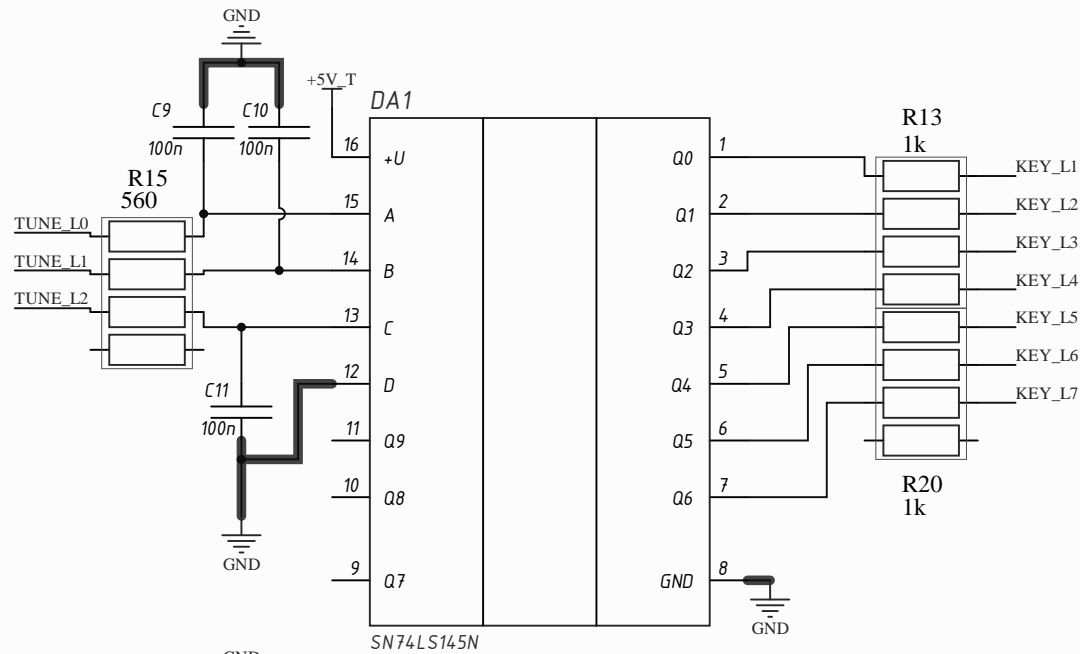 GND
+5V_T
C9
C10
DA1
100n
100n
R15
560
TUNE_L0
TUNE_L1
TUNE_L2
C11
100n
GND
16
+U
15
A
14
B
13
C
12
D
11
Q9
10
Q8
9
Q7
Q0
1
Q1
2
Q2
3
Q3
4
Q4
5
Q5
6
Q6
7
GND
8
GND
R13
1k
KEY_L1
KEY_L2
KEY_L3
KEY_L4
KEY_L5
KEY_L6
KEY_L7
R20
1k
SN74LS145N
GND